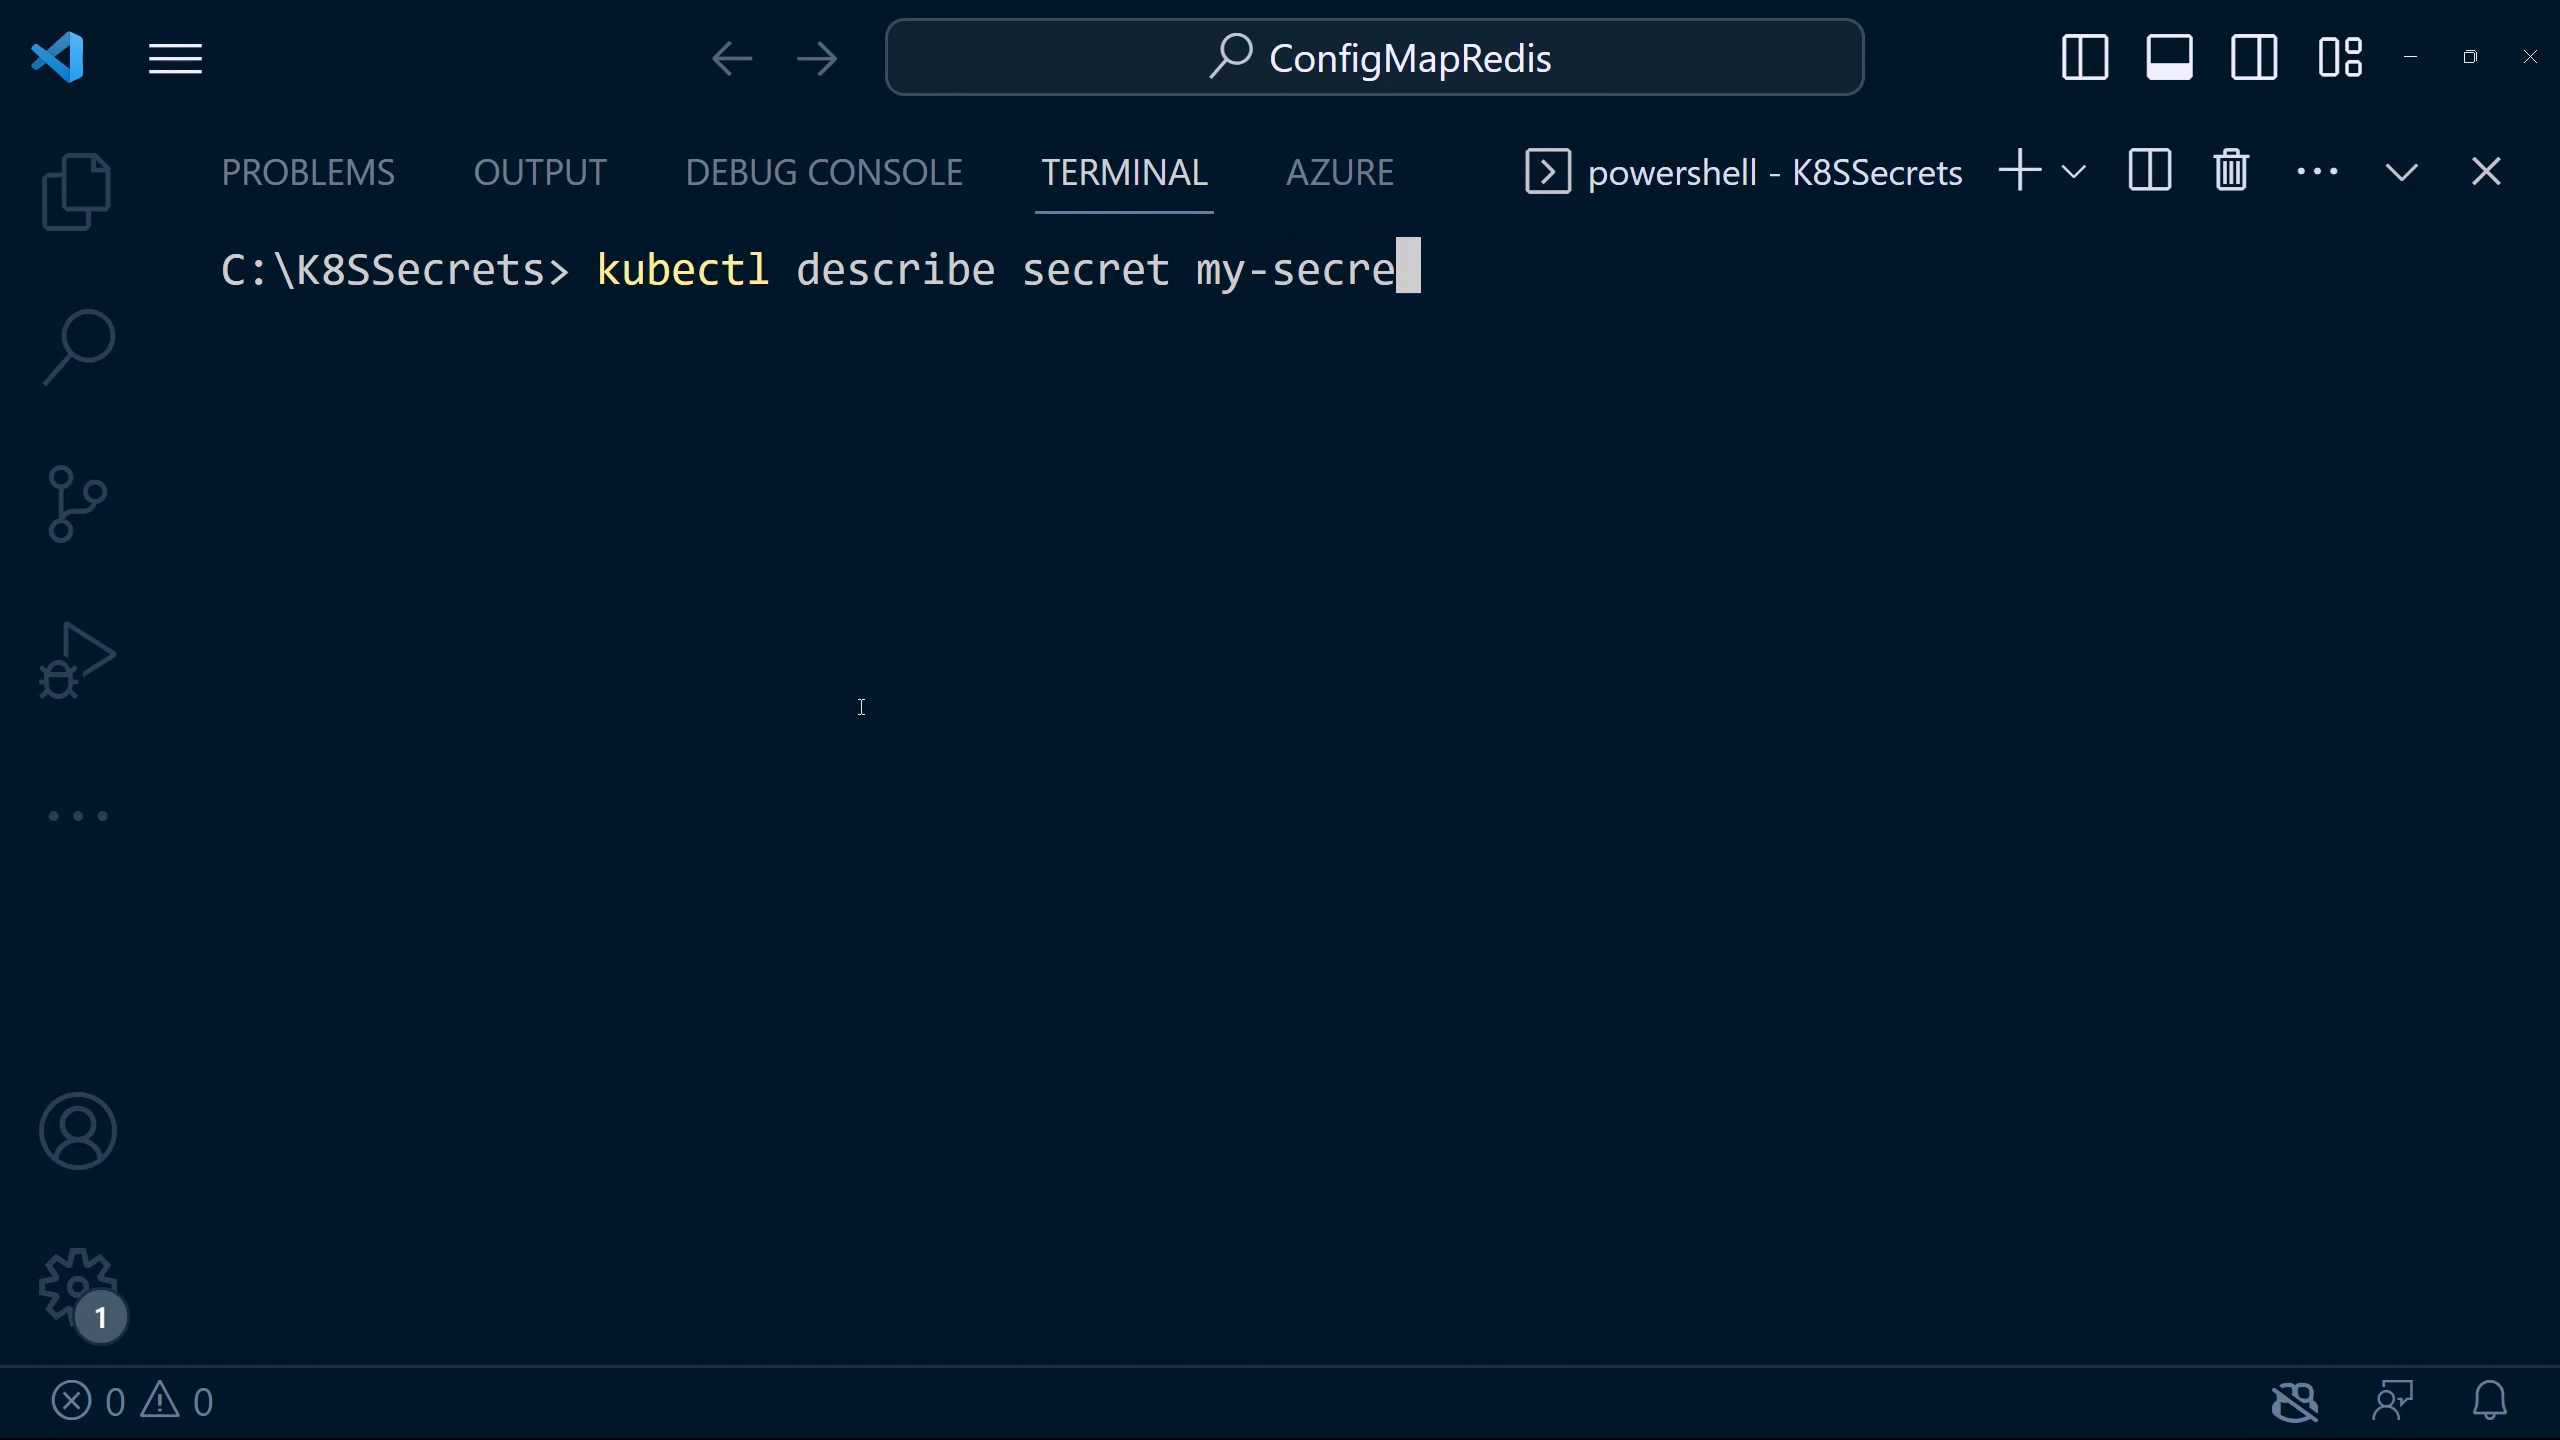 ConfigMapRedis
PROBLEMS OUTPUT DEBUG CONSOLE TERMINAL AZURE powershell - K8SSecrets
C:\K8SSecrets> kubectl describe secret my-secre
1
0 0